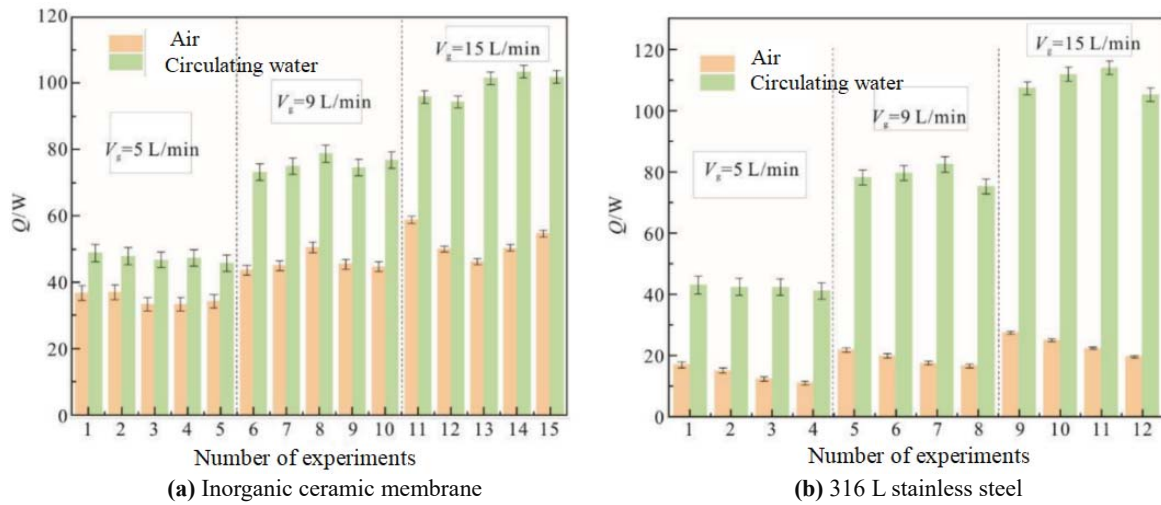 120
100
80
60
40
20
0
Q/W
Air
Circulating water
V_g=5 L/min
V_g=9 L/min
V_g=15 L/min
1 2 3 4 5 6 7 8 9 10 11 12 13 14 15
Number of experiments
(a) Inorganic ceramic membrane
120
100
80
60
40
20
0
Q/W
Air
Circulating water
V_g=5 L/min
V_g=9 L/min
V_g=15 L/min
1 2 3 4 5 6 7 8 9 10 11 12
Number of experiments
(b) 316 L stainless steel